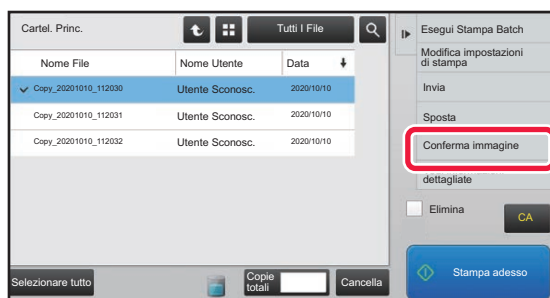 Cartel. Princ.
Tutti I File
Nome File
Nome Utente
Data
Copy_20201010_112030
Utente Sconosc.
2020/10/10
Copy_20201010_112031
Utente Sconosc.
2020/10/10
Copy_20201010_112032
Utente Sconosc.
2020/10/10
Selezionare tutto
Copie
totali
Cancella
Esegui Stampa Batch
Modifica impostazioni
di stampa
Invia
Sposta
Conferma immagine
dettagliate
Elimina
CA
Stampa adesso